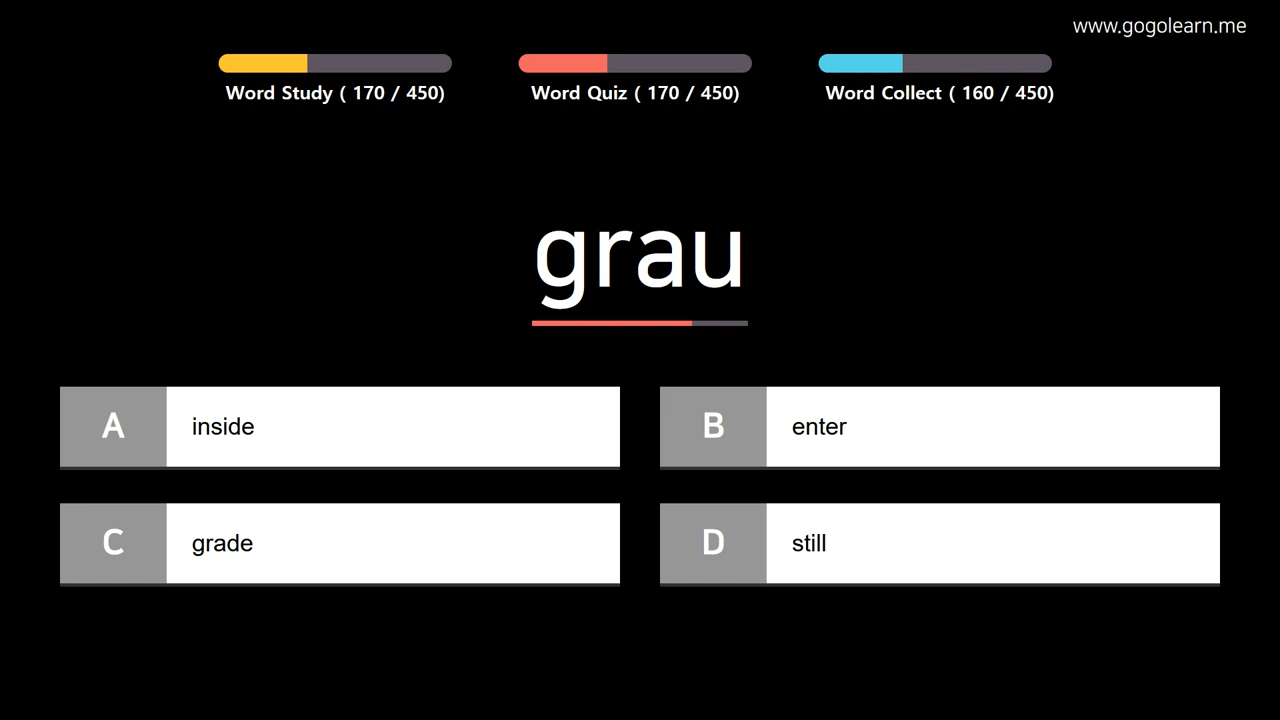 www.gogolearn.me
Word Study ( 170 / 450)
Word Quiz ( 170 / 450)
Word Collect ( 160 / 450)
grau
A inside
B enter
C grade
D still